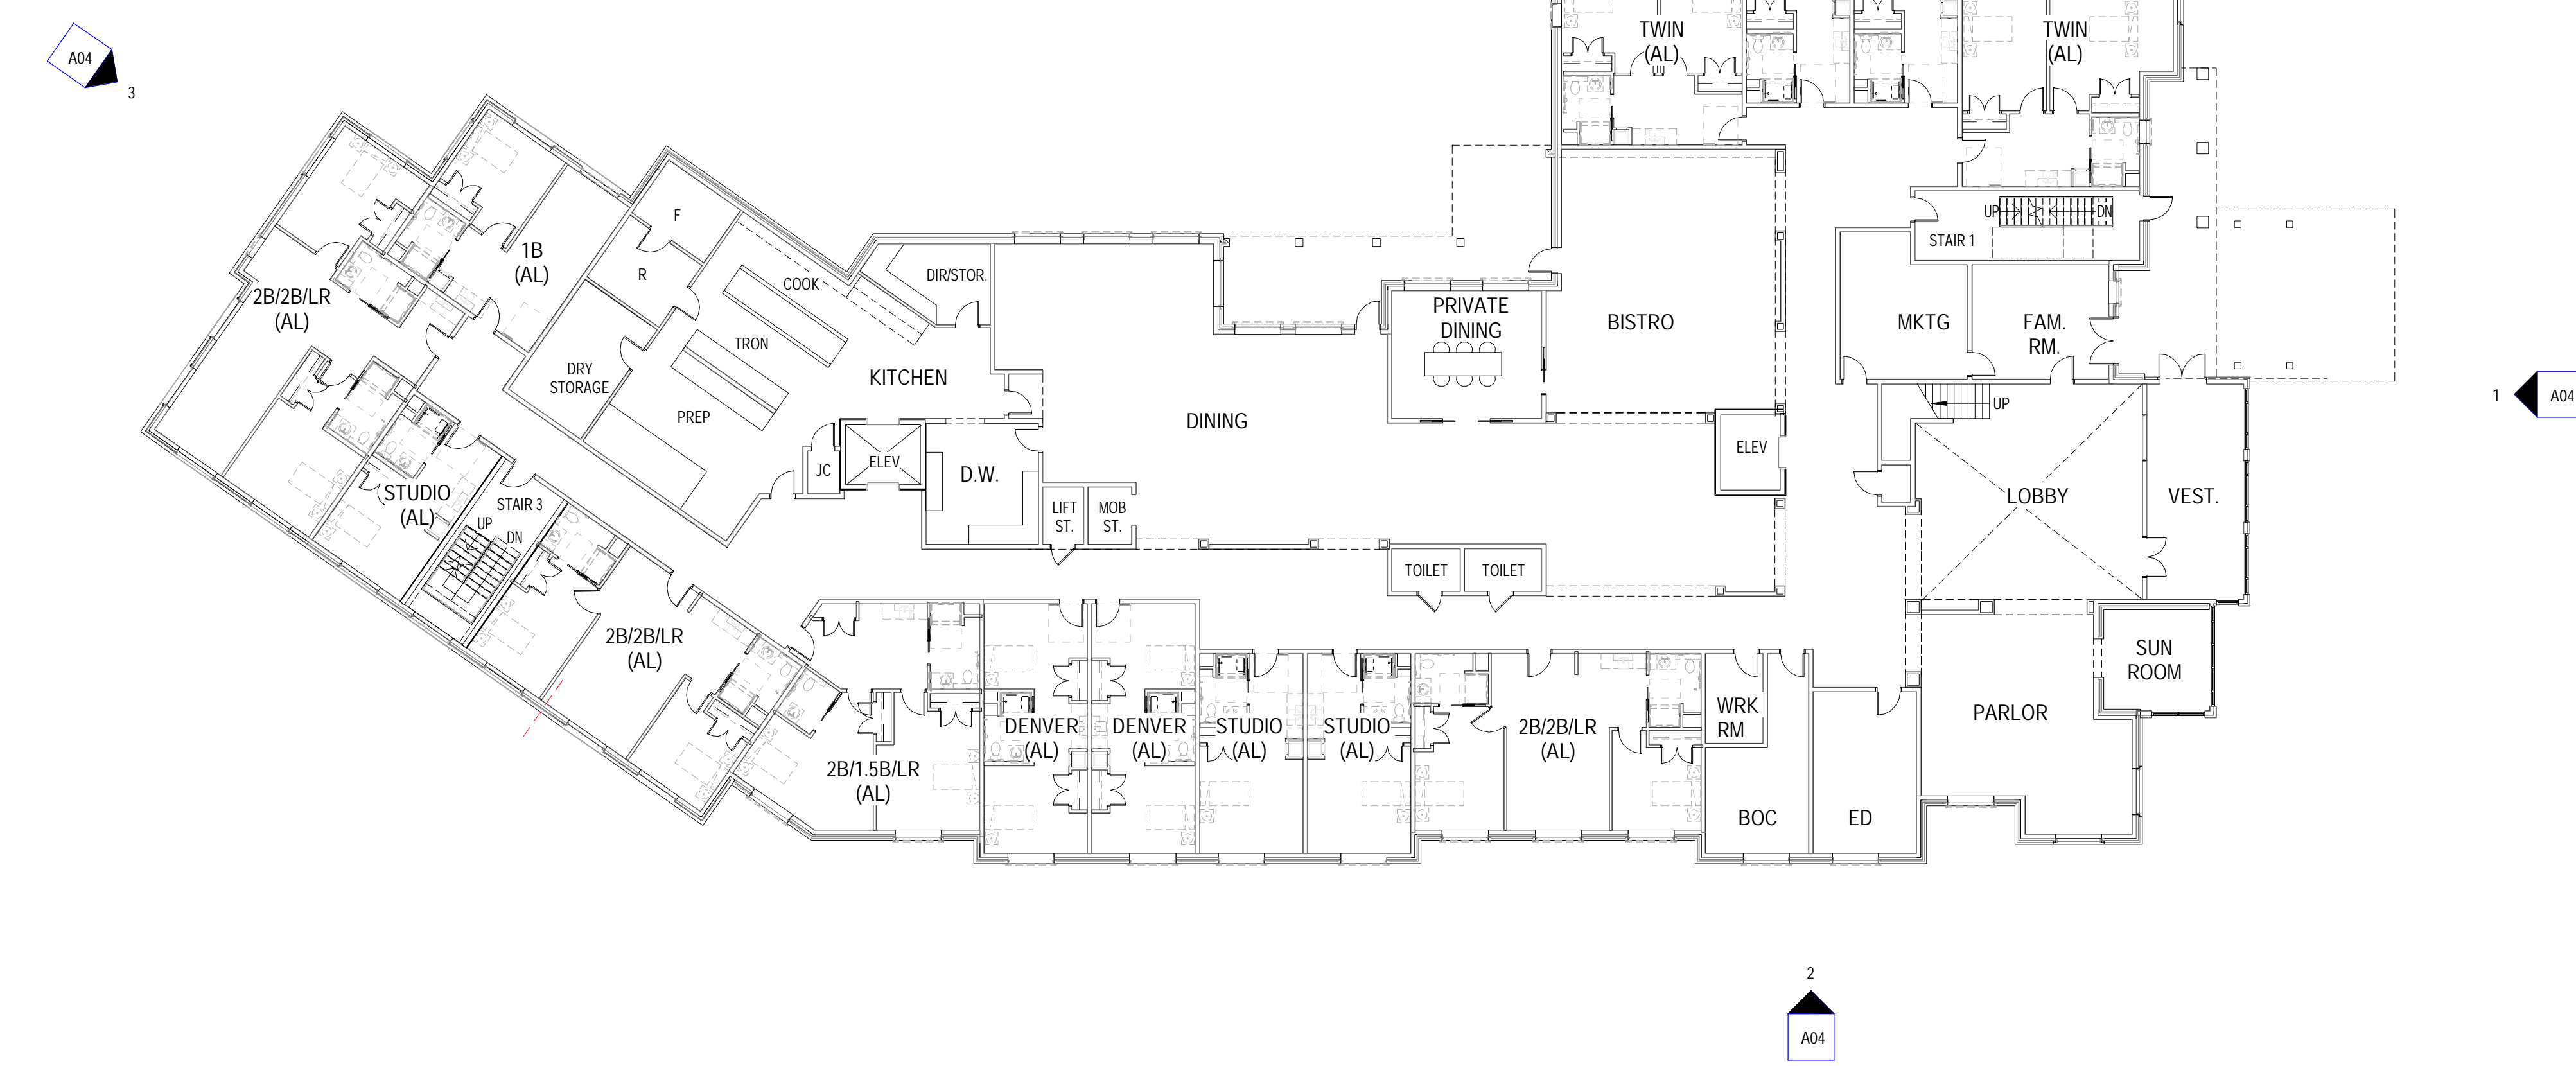 TWIN
(AL)
TWIN
(AL)
A04
3
F
R
1B
(AL)
2B/2B/LR
(AL)
COOK
DIR/STOR.
TRON
DRY
STORAGE
KITCHEN
PREP
PRIVATE
DINING
BISTRO
UP
DN
STAIR 1
MKTG
FAM.
RM.
1
A04
UP
DINING
ELEV
JC
ELEV
D.W.
LIFT
ST.
MOB
ST.
LOBBY
VEST.
STUDIO
(AL)
STAIR 3
UP
DN
TOILET
TOILET
2B/2B/LR
(AL)
SUN
ROOM
PARLOR
WRK
RM
DENVER
(AL)
DENVER
(AL)
STUDIO
(AL)
STUDIO
(AL)
2B/2B/LR
(AL)
2B/1.5B/LR
(AL)
BOC
ED
2
A04